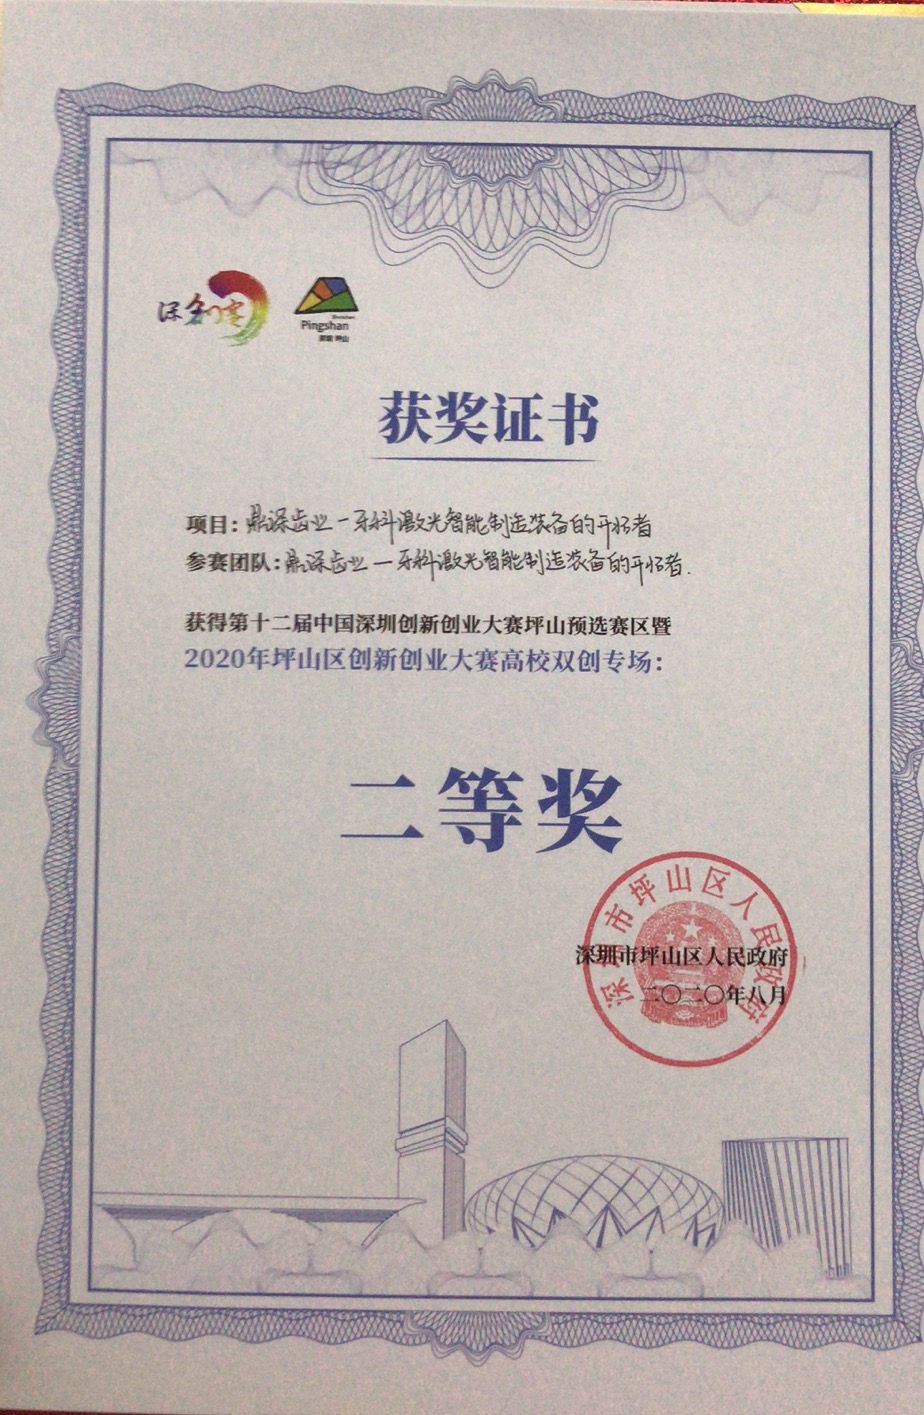 深创赛
Shenzhen
Pingshan
深圳 坪山
获奖证书
项目：鼎深齿业一牙科激光智能制造装备的开拓者
参赛团队：鼎深齿业一牙科激光智能制造装备的开拓者.
获得第十二届中国深圳创新创业大赛坪山预选赛区暨
2020年坪山区创新创业大赛高校双创专场：
二等奖
深圳市坪山区人民政府
深圳市坪山区人民政府
二〇二〇年八月